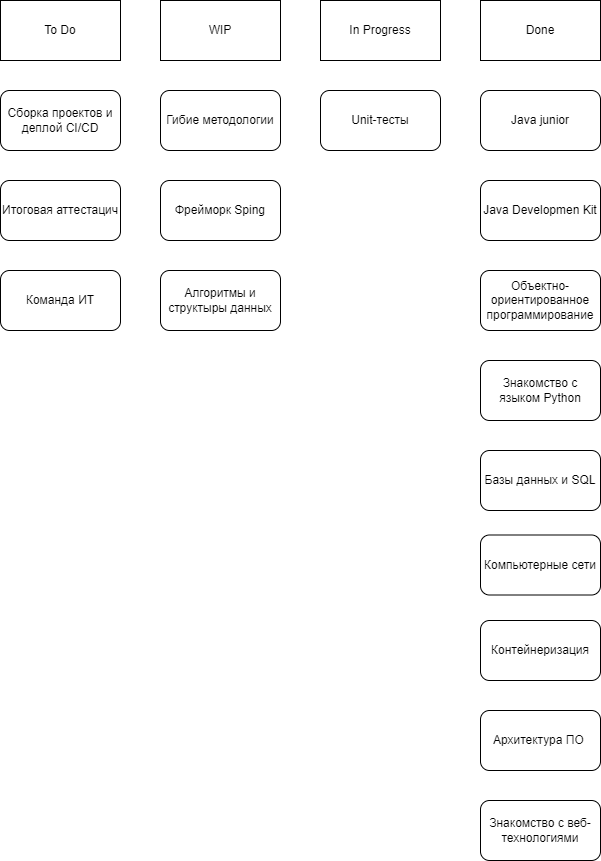 To Do
WIP
In Progress
Done
Сборка проектов и
деплой CI/CD
Гибие методологии
Unit-тесты
Java junior
Итоговая аттестацич
Фрейморк Sping
Java Developmen Kit
Команда ИТ
Алгоритмы и
структыры данных
Объектно-
ориентированное
программирование
Знакомство с
языком Python
Базы данных и SQL
Компьютерные сети
Контейнеризация
Архитектура ПО
Знакомство с веб-
технологиями